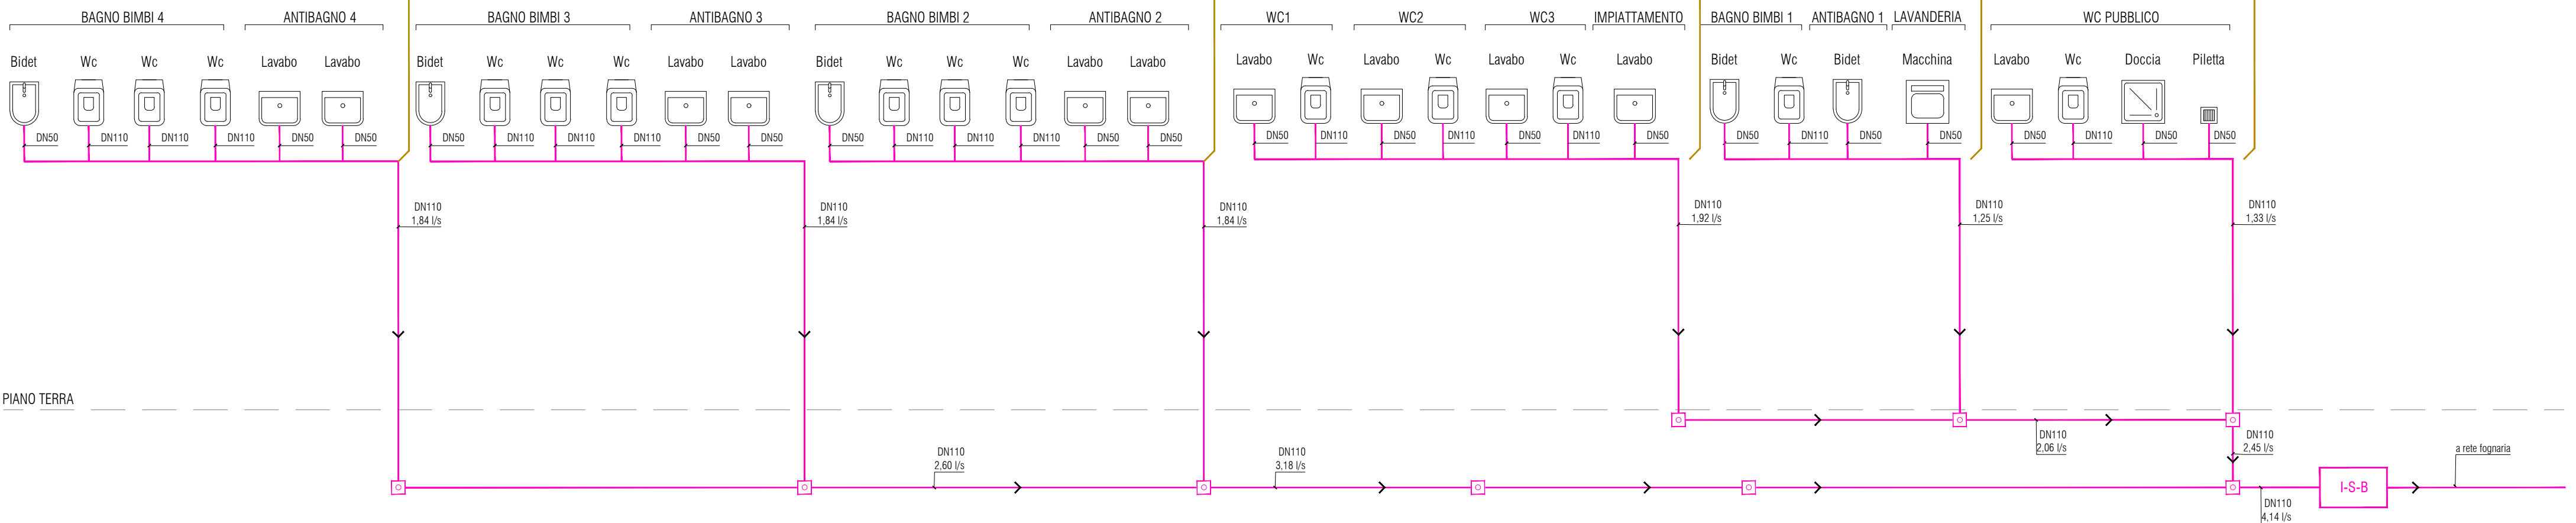 BAGNO BIMBI 4 ANTIBAGNO 4 BAGNO BIMBI 3 ANTIBAGNO 3 BAGNO BIMBI 2 ANTIBAGNO 2 WC1 WC2 WC3 IMPIATTAMENTO BAGNO BIMBI 1 ANTIBAGNO 1 LAVANDERIA WC PUBBLICO
Bidet Wc Wc Wc Lavabo Lavabo Bidet Wc Wc Wc Lavabo Lavabo Bidet Wc Wc Wc Lavabo Lavabo Lavabo Wc Lavabo Wc Lavabo Wc Lavabo Bidet Wc Bidet Macchina Lavabo Wc Doccia Piletta
DN50 DN110 DN110 DN110 DN50 DN50 DN50 DN110 DN110 DN110 DN50 DN50 DN50 DN110 DN110 DN110 DN50 DN50 DN50 DN110 DN50 DN110 DN50 DN110 DN50 DN50 DN110 DN50 DN50 DN50 DN110 DN50 DN50
DN110 DN110 DN110 DN110 DN110 DN110
1,84 l/s 1,84 l/s 1,84 l/s 1,92 l/s 1,25 l/s 1,33 l/s
PIANO TERRA
DN110 DN110
2,06 l/s 2,45 l/s
DN110 DN110 a rete fognaria
2,60 l/s 3,18 l/s
I-S-B
DN110
4,14 l/s